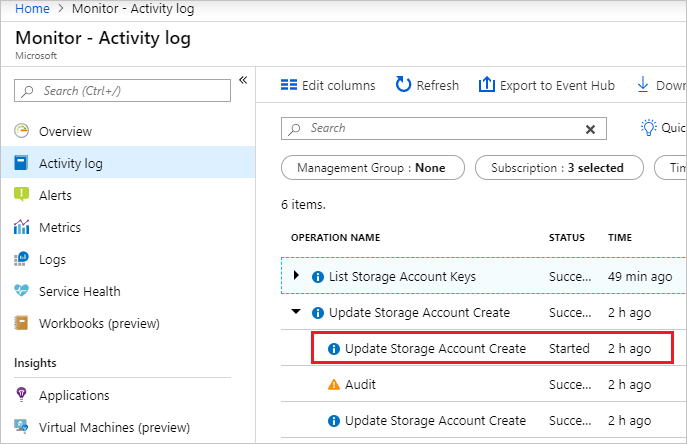 Home > Monitor - Activity log
Monitor - Activity log
Microsoft
Search (Ctrl+/)
«
Overview
Activity log
Alerts
Metrics
Logs
Service Health
Workbooks (preview)
Insights
Applications
Virtual Machines (preview)
Edit columns Refresh Export to Event Hub Down
Search Quic
Management Group : None Subscription : 3 selected Tim
6 items.
OPERATION NAME STATUS TIME
List Storage Account Keys Succe... 49 min ago
Update Storage Account Create Succe... 2 h ago
Update Storage Account Create Started 2 h ago
Audit Succe... 2 h ago
Update Storage Account Create Succe... 2 h ago